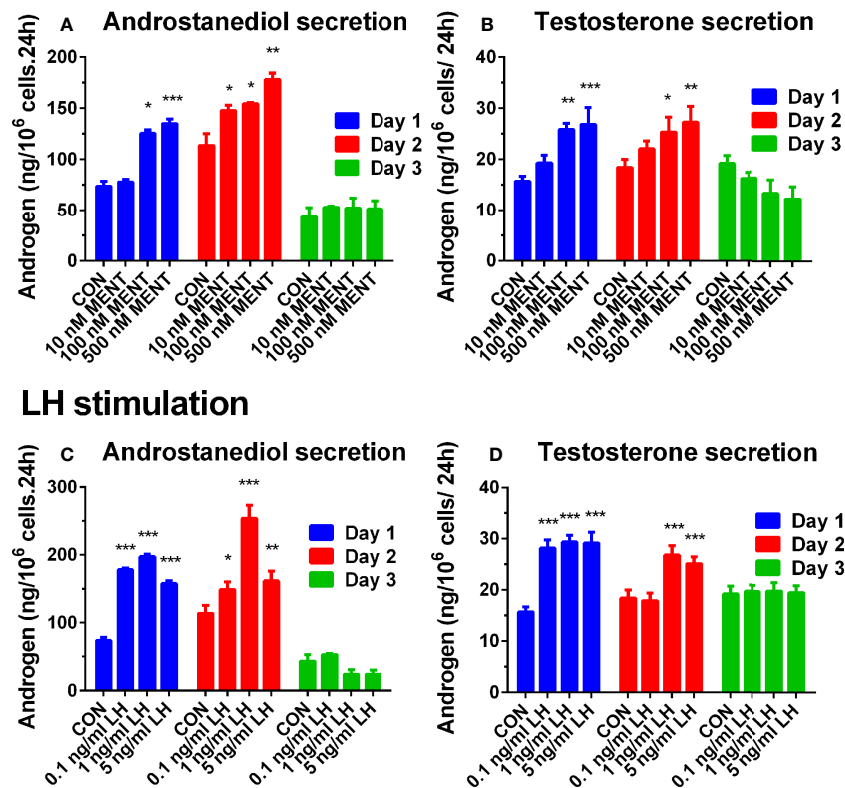 A Androstanediol secretion
Androgen (ng/10⁶ cells.24h)
200
150
100
50
0
* *** * * **
Day 1
Day 2
Day 3
CON
10 nM MENT
100 nM MENT
500 nM MENT
CON
10 nM MENT
100 nM MENT
500 nM MENT
CON
10 nM MENT
100 nM MENT
500 nM MENT
B Testosterone secretion
Androgen (ng/10⁶ cells/ 24h)
40
30
20
10
0
** *** * **
Day 1
Day 2
Day 3
CON
10 nM MENT
100 nM MENT
500 nM MENT
CON
10 nM MENT
100 nM MENT
500 nM MENT
CON
10 nM MENT
100 nM MENT
500 nM MENT
LH stimulation
C Androstanediol secretion
Androgen (ng/10⁶ cells.24h)
300
200
100
0
*** *** *** * *** **
Day 1
Day 2
Day 3
CON
0.1 ng/ml LH
1 ng/ml LH
5 ng/ml LH
CON
0.1 ng/ml LH
1 ng/ml LH
5 ng/ml LH
CON
0.1 ng/ml LH
1 ng/ml LH
5 ng/ml LH
D Testosterone secretion
Androgen (ng/10⁶ cells/ 24h)
40
30
20
10
0
*** *** *** *** ***
Day 1
Day 2
Day 3
CON
0.1 ng/ml LH
1 ng/ml LH
5 ng/ml LH
CON
0.1 ng/ml LH
1 ng/ml LH
5 ng/ml LH
CON
0.1 ng/ml LH
1 ng/ml LH
5 ng/ml LH